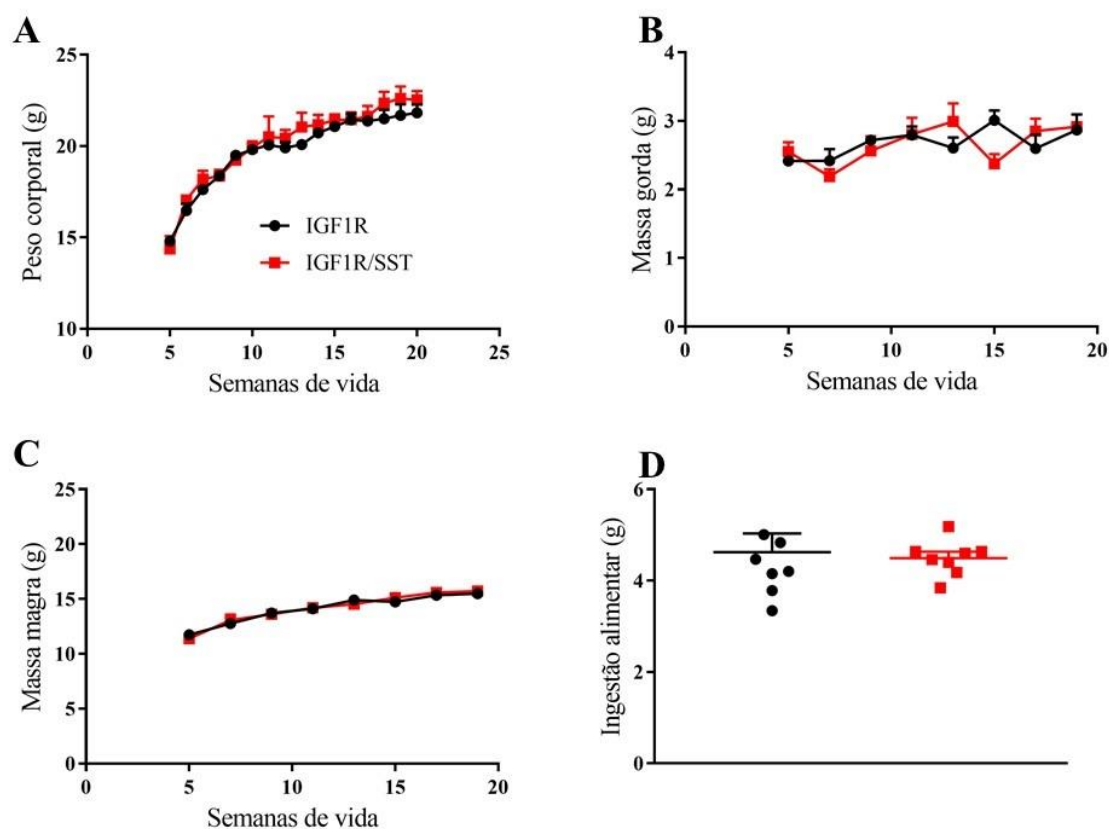 A
Peso corporal (g)
25
20
15
10
0
5
10
15
20
25
Semanas de vida
IGF1R
IGF1R/SST
B
Massa gorda (g)
4
3
2
1
0
0
5
10
15
20
Semanas de vida
C
Massa magra (g)
25
20
15
10
5
0
0
5
10
15
20
Semanas de vida
D
Ingestão alimentar (g)
6
4
2
0